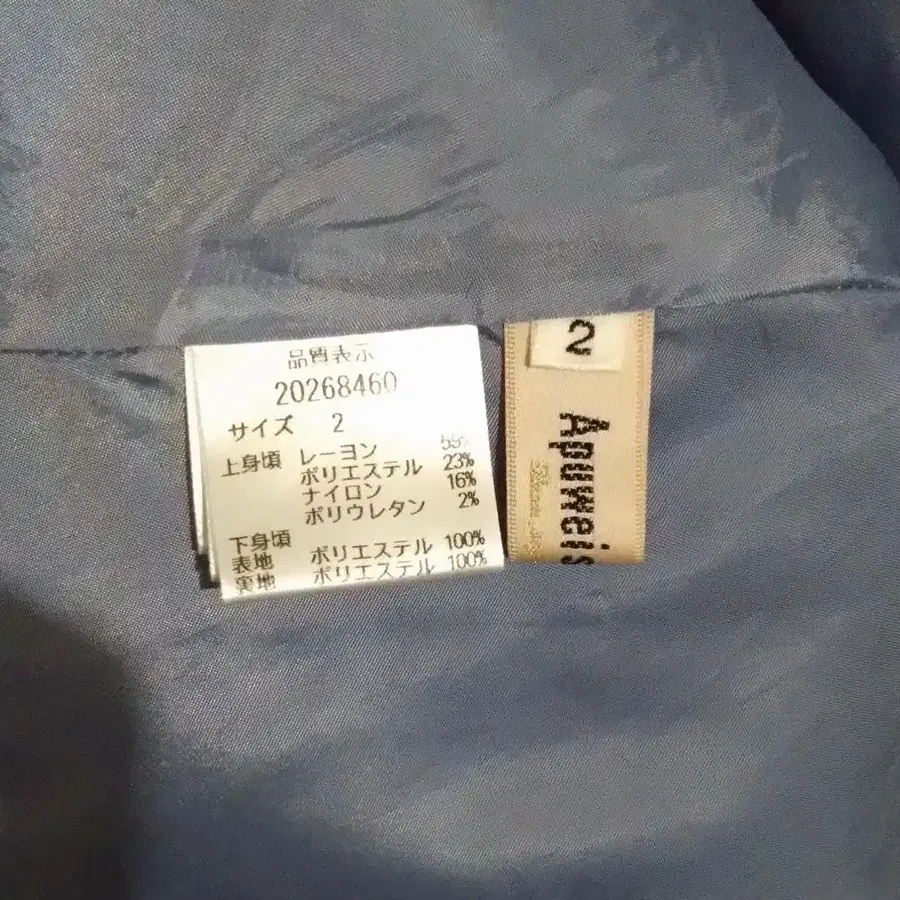 品質表示
20268460
サイズ 2
上身頃 レーヨン 59%
ポリエステル 23%
ナイロン 16%
ポリウレタン 2%
下身頃
表地 ポリエステル 100%
裏地 ポリエステル 100%
2
Apuweis